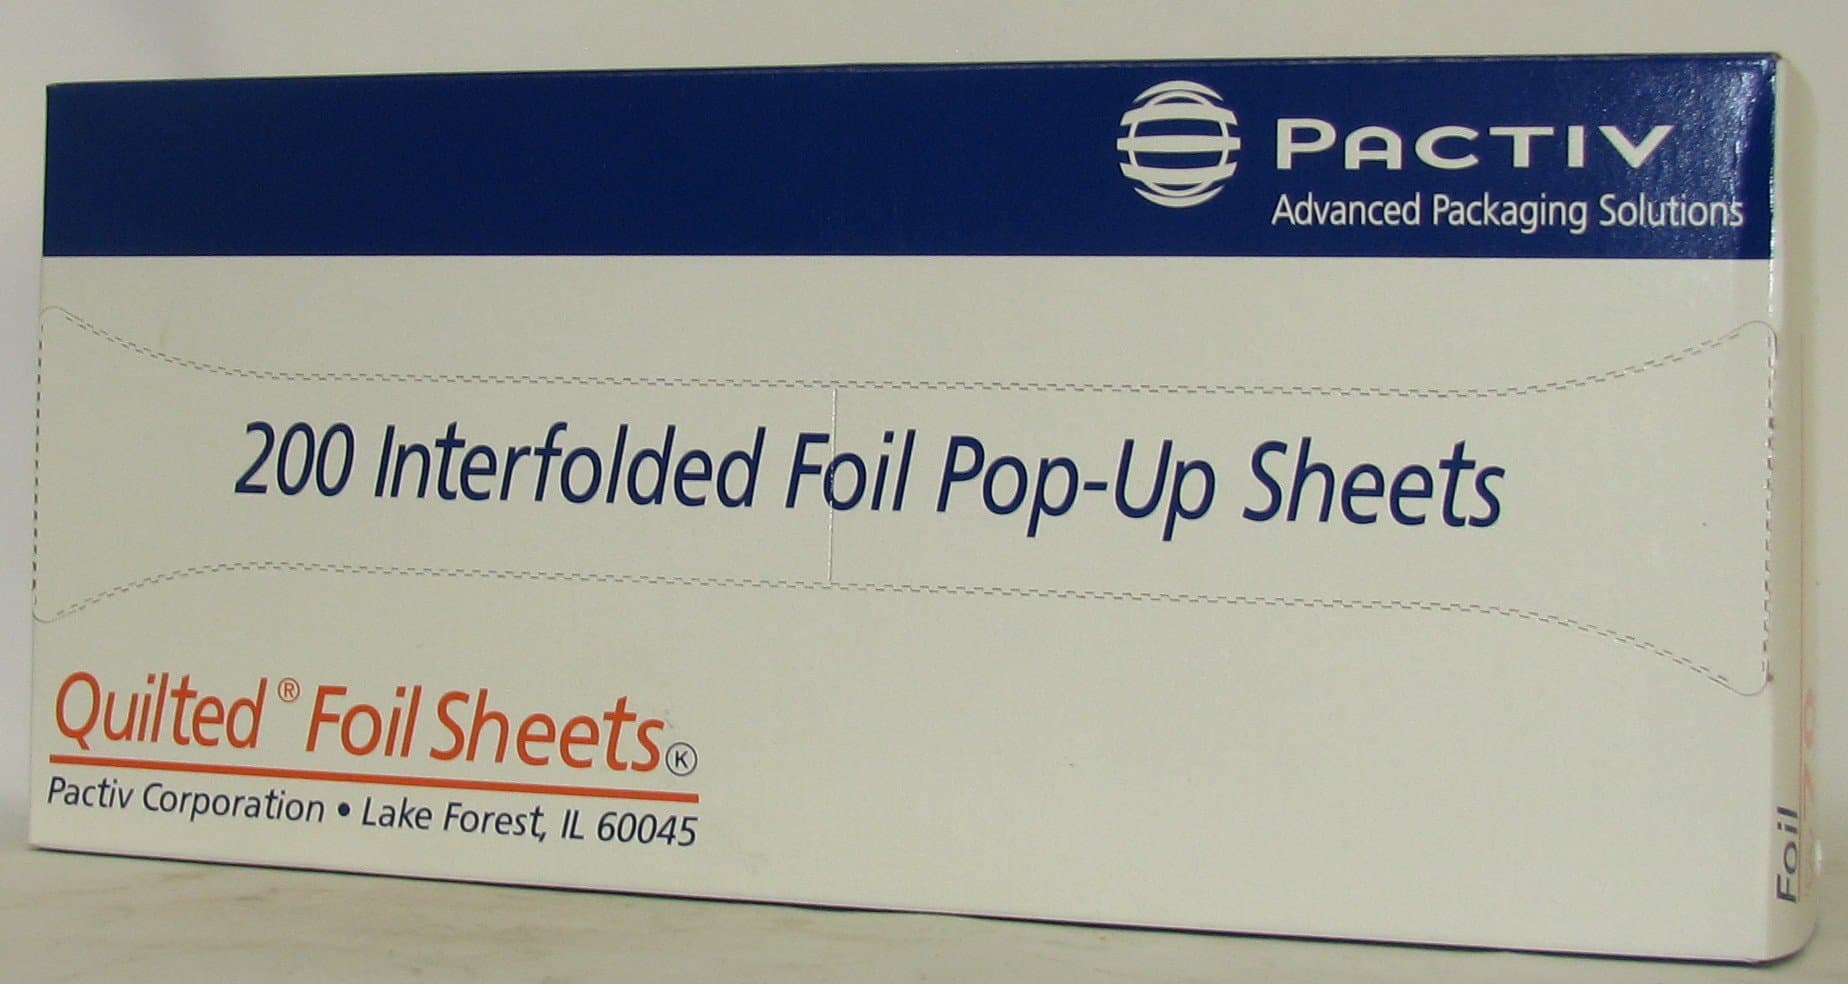 PACTIV
Advanced Packaging Solutions
200 Interfolded Foil Pop-Up Sheets
Quilted® Foil Sheets Ⓚ
Pactiv Corporation • Lake Forest, IL 60045
Foil